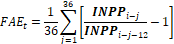 FAE_t = \frac{1}{36} \sum_{j=1}^{36} \left[ \frac{INPP_{i-j}}{INPP_{i-j-12}} - 1 \right]